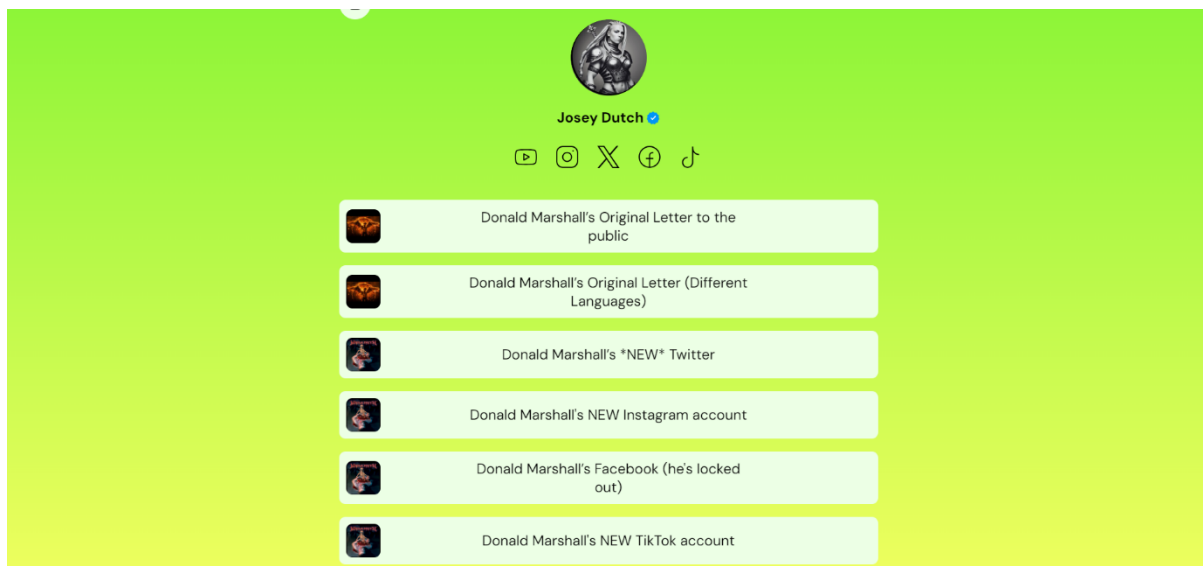 Josey Dutch
Donald Marshall's Original Letter to the
public
Donald Marshall's Original Letter (Different
Languages)
Donald Marshall's *NEW* Twitter
Donald Marshall's NEW Instagram account
Donald Marshall's Facebook (he's locked
out)
Donald Marshall's NEW TikTok account